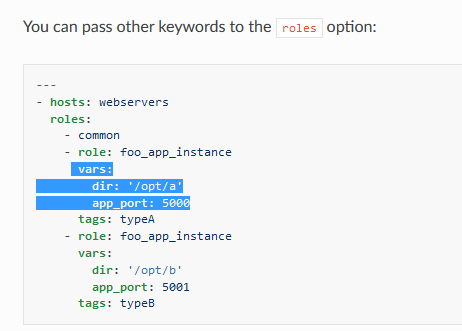 You can pass other keywords to the roles option:
---
- hosts: webservers
  roles:
    - common
    - role: foo_app_instance
      vars:
        dir: '/opt/a'
        app_port: 5000
      tags: typeA
    - role: foo_app_instance
      vars:
        dir: '/opt/b'
        app_port: 5001
      tags: typeB